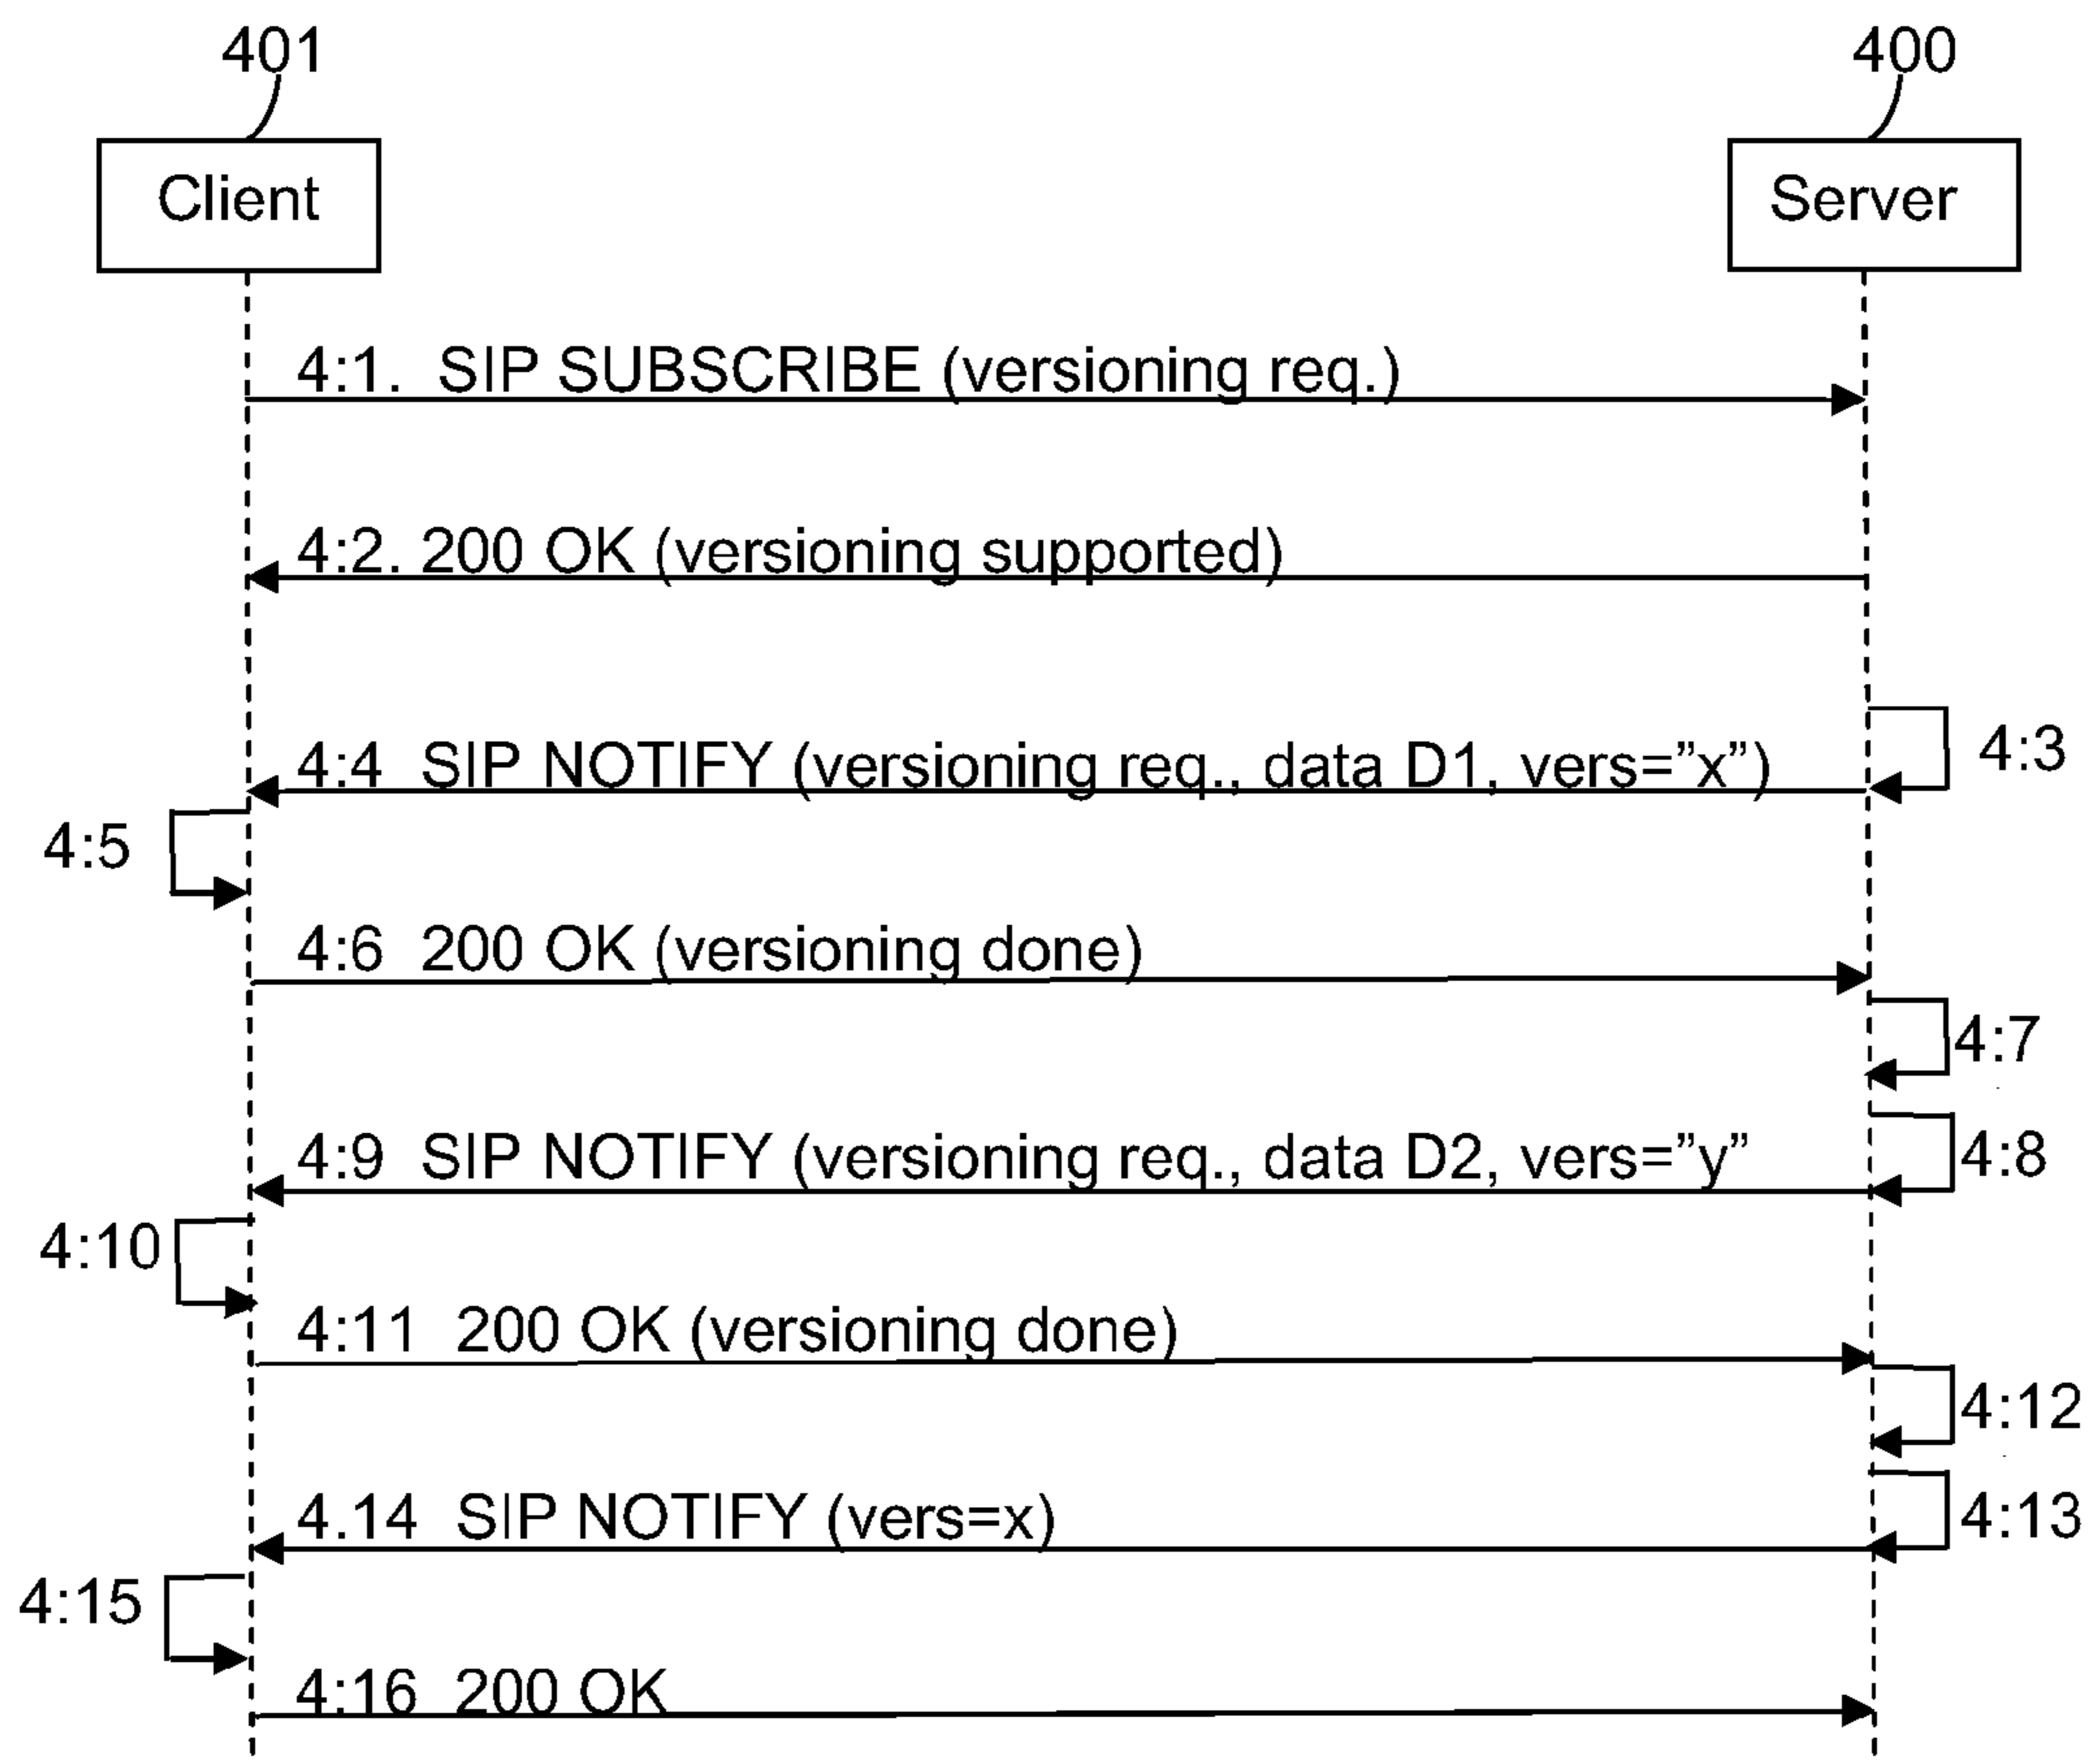 401
400
Client
Server
4:1. SIP SUBSCRIBE (versioning req.)
4:2. 200 OK (versioning supported)
4:3
4:4 SIP NOTIFY (versioning req., data D1, vers=”x”)
4:5
4:6 200 OK (versioning done)
4:7
4:9 SIP NOTIFY (versioning req., data D2, vers=”y”
4:8
4:10
4:11 200 OK (versioning done)
4:12
4.14 SIP NOTIFY (vers=x)
4:13
4:15
4:16 200 OK